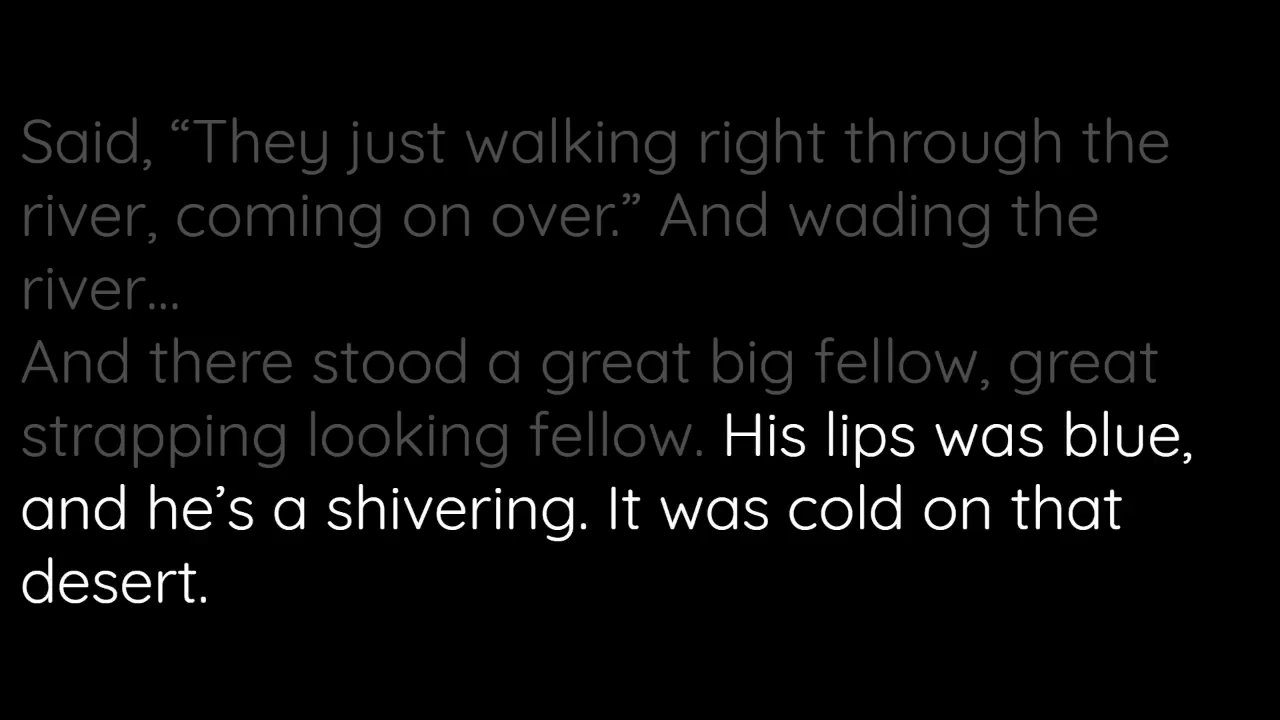 Said, “They just walking right through the
river, coming on over.” And wading the
river...
And there stood a great big fellow, great
strapping looking fellow. His lips was blue,
and he’s a shivering. It was cold on that
desert.